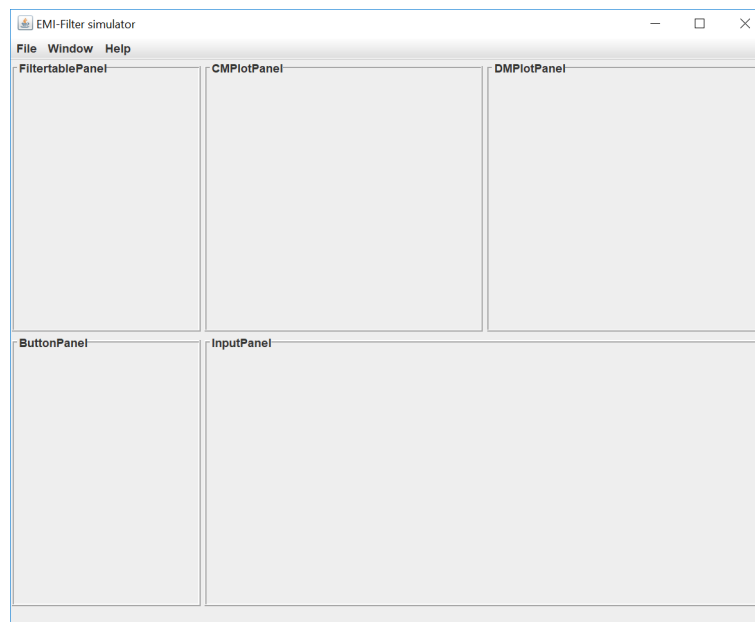 EMI-Filter simulator
File Window Help
FiltertablePanel CMPlotPanel DMPlotPanel
ButtonPanel InputPanel